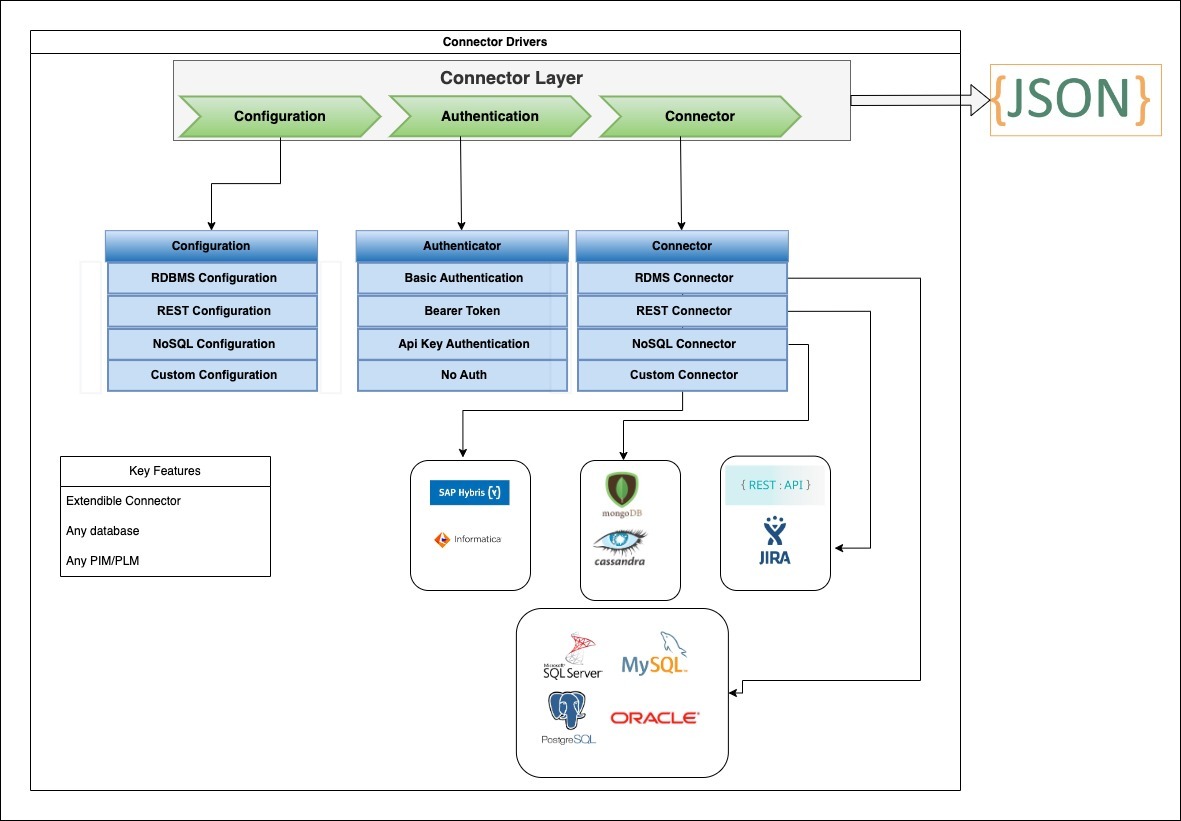 Connector Drivers
Connector Layer
Configuration
Authentication
Connector
{JSON}
Configuration
RDBMS Configuration
REST Configuration
NoSQL Configuration
Custom Configuration
Authenticator
Basic Authentication
Bearer Token
Api Key Authentication
No Auth
Connector
RDMS Connector
REST Connector
NoSQL Connector
Custom Connector
Key Features
Extendible Connector
Any database
Any PIM/PLM
SAP Hybris (Y)
Informatica
mongoDB
cassandra
{ REST : API }
JIRA
Microsoft
SQL Server
MySQL
PostgreSQL
ORACLE